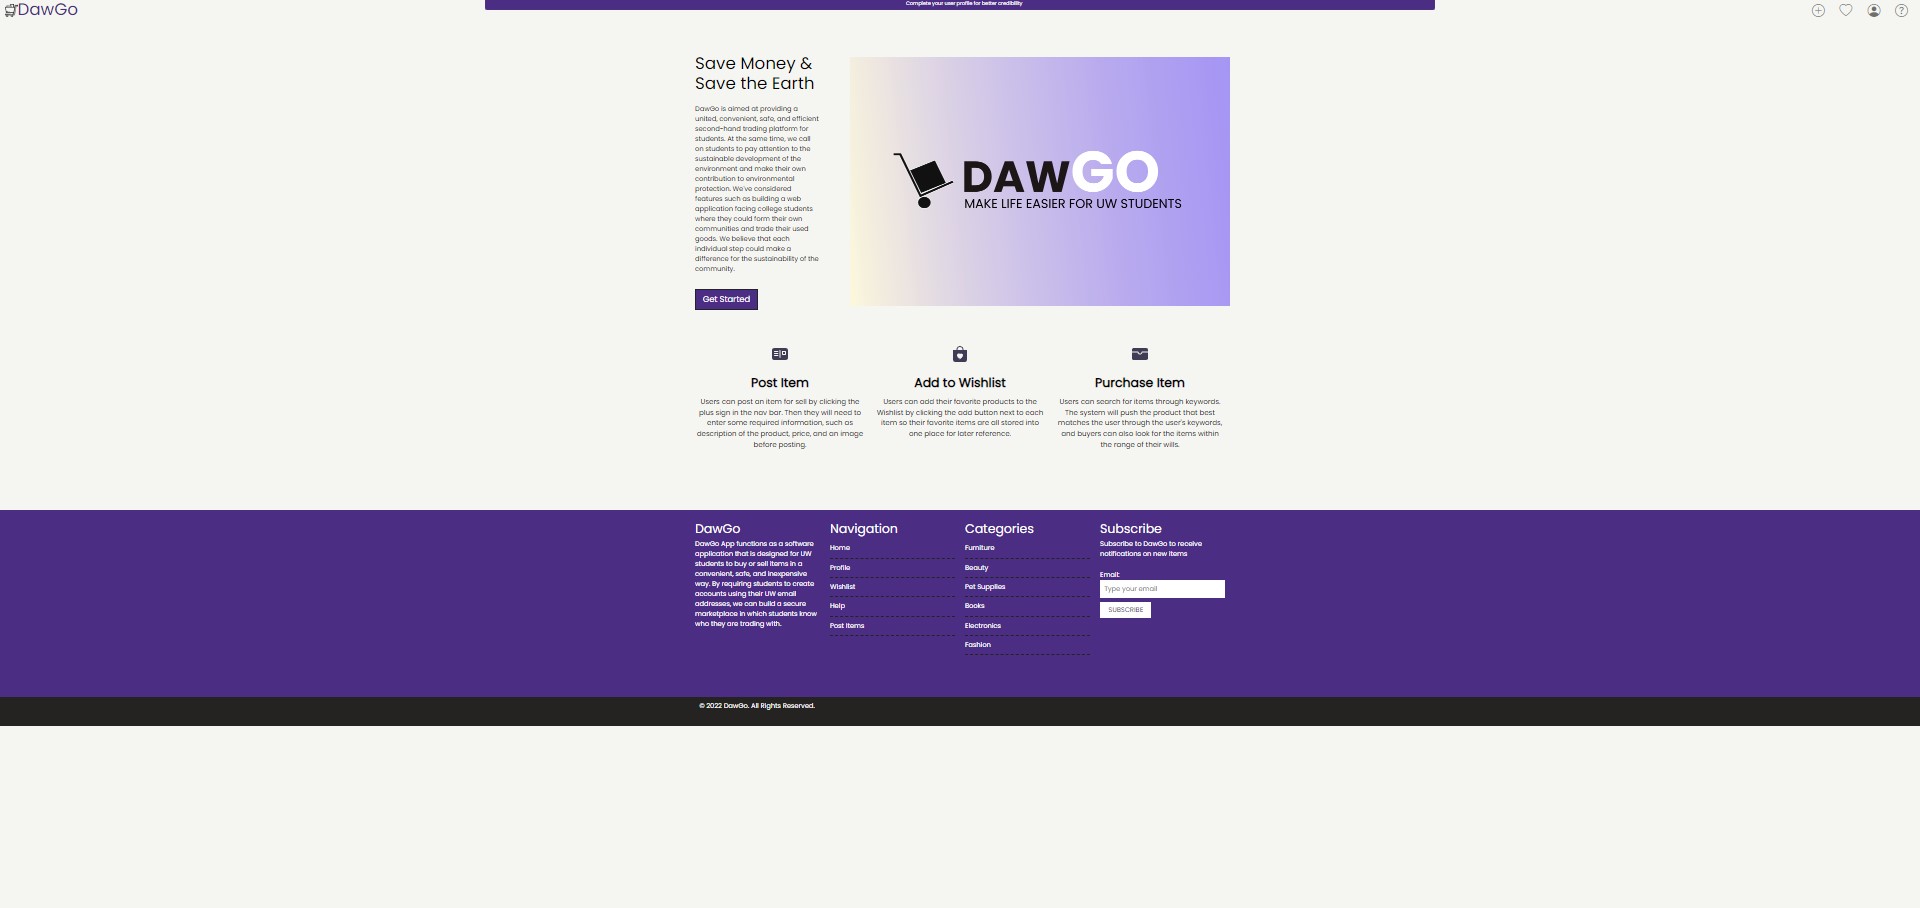 DawGo
Complete your user profile for better credibility
Save Money &
Save the Earth
DawGo is aimed at providing a
united, convenient, safe, and efficient
second-hand trading platform for
students. At the same time, we call
on students to pay attention to the
sustainable development of the
environment and make their own
contribution to environmental
protection. We've considered
features such as building a web
application facing college students
where they could form their own
communities and trade their used
goods. We believe that each
individual step could make a
difference for the sustainability of the
community.
Get Started
DAWGO
MAKE LIFE EASIER FOR UW STUDENTS
Post Item
Users can post an item for sell by clicking the
plus sign in the nav bar. Then they will need to
enter some required information, such as
description of the product, price, and an image
before posting.
Add to Wishlist
Users can add their favorite products to the
Wishlist by clicking the add button next to each
item so their favorite items are all stored into
one place for later reference.
Purchase Item
Users can search for items through keywords.
The system will push the product that best
matches the user through the user's keywords,
and buyers can also look for the items within
the range of their wills.
DawGo
DawGo App functions as a software
application that is designed for UW
students to buy or sell items in a
convenient, safe, and inexpensive
way. By requiring students to create
accounts using their UW email
addresses, we can build a secure
marketplace in which students know
who they are trading with.
Navigation
Home
Profile
Wishlist
Help
Post Items
Categories
Furniture
Beauty
Pet Supplies
Books
Electronics
Fashion
Subscribe
Subscribe to DawGo to receive
notifications on new items
Email:
Type your email
SUBSCRIBE
© 2022 DawGo. All Rights Reserved.